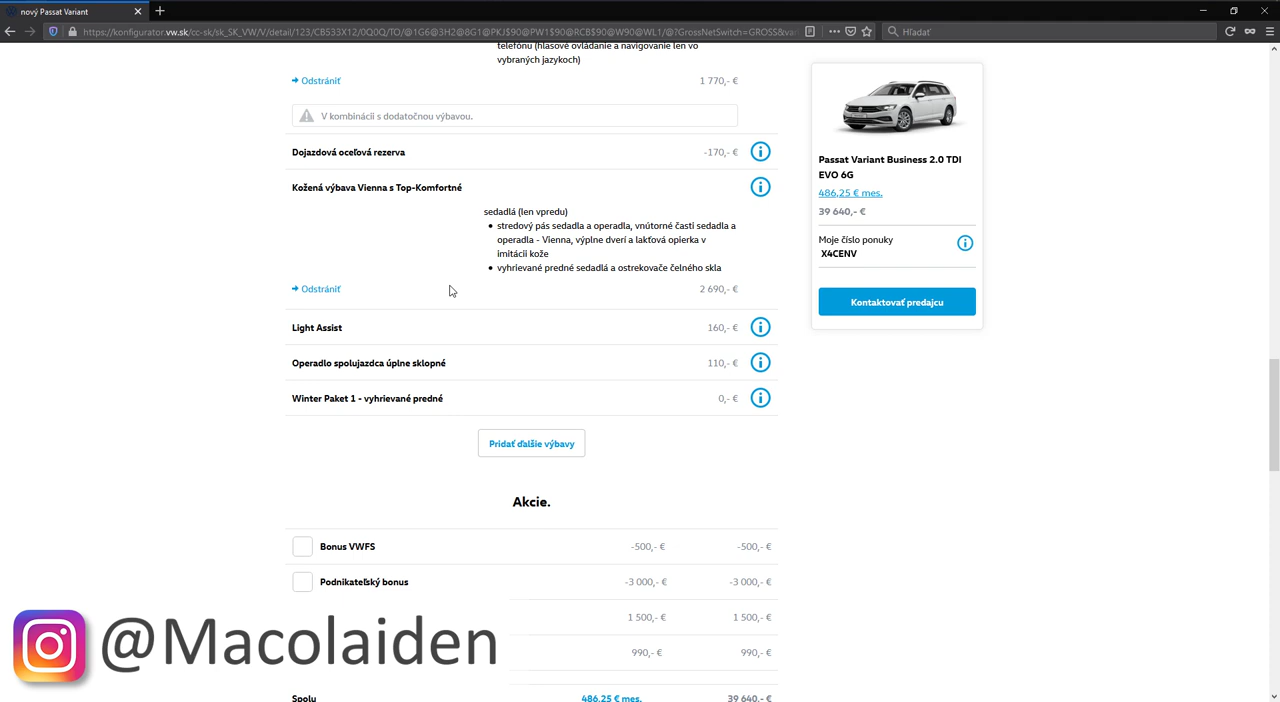 nový Passat Variant
https://konfigurator.vw.sk/cc-sk/sk_SK_VW/V/detail/123/CB533X12/0Q0Q/TO/@1G6@3H2@8G1@PKJ$90@PW1$90@RCB$90@W90@WL1/@?GrossNetSwitch=GROSS&va
Hľadať
telefónu (hlasové ovládanie a navigovanie len vo
vybraných jazykoch)
Odstrániť 1 770,- €
V kombinácii s dodatočnou výbavou.
Dojazdová oceľová rezerva -170,- €
Kožená výbava Vienna s Top-Komfortné
sedadlá (len vpredu)
• stredový pás sedadla a operadla, vnútorné časti sedadla a
operadla - Vienna, výplne dverí a lakťová opierka v
imitácii kože
• vyhrievané predné sedadlá a ostrekovače čelného skla
Odstrániť 2 690,- €
Light Assist 160,- €
Operadlo spolujazdca úplne sklopné 110,- €
Winter Paket 1 - vyhrievané predné 0,- €
Pridať ďalšie výbavy
Akcie.
Bonus VWFS -500,- € -500,- €
Podnikateľský bonus -3 000,- € -3 000,- €
1 500,- € 1 500,- €
990,- € 990,- €
Spolu 486,25 € mes. 39 640,- €
Passat Variant Business 2.0 TDI
EVO 6G
486,25 € mes.
39 640,- €
Moje číslo ponuky
X4CENV
Kontaktovať predajcu
@Macolaiden